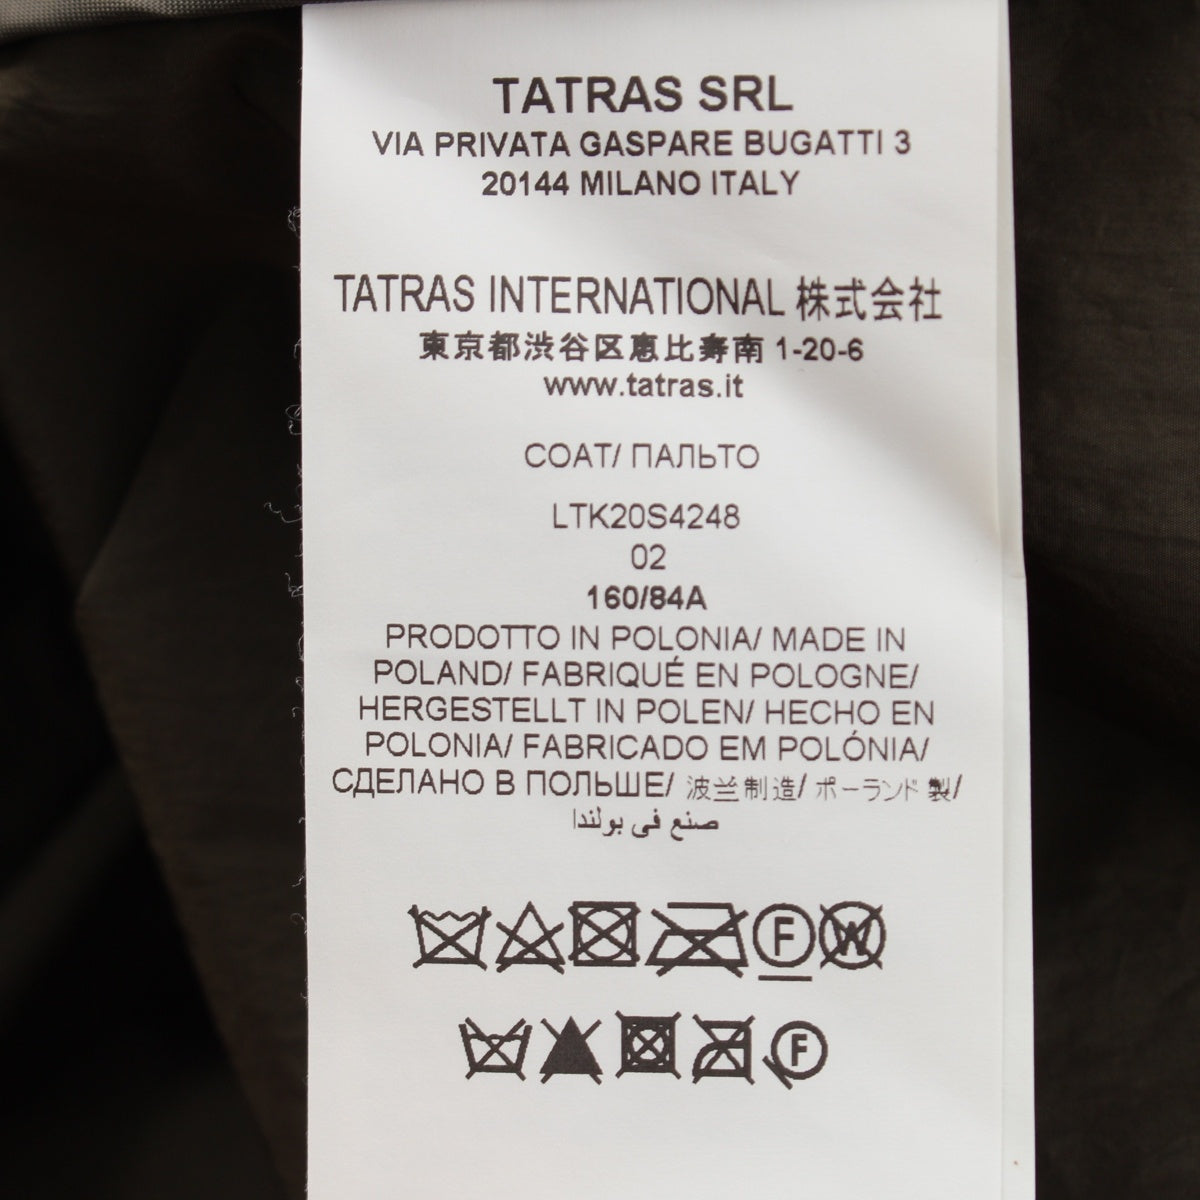 TATRAS SRL
VIA PRIVATA GASPARE BUGATTI 3
20144 MILANO ITALY
TATRAS INTERNATIONAL 株式会社
東京都渋谷区恵比寿南 1-20-6
www.tatras.it
COAT/ ПАЛЬТО
LTK20S4248
02
160/84A
PRODOTTO IN POLONIA/ MADE IN
POLAND/ FABRIQUÉ EN POLOGNE/
HERGESTELLT IN POLEN/ HECHO EN
POLONIA/ FABRICADO EM POLÓNIA/
СДЕЛАНО В ПОЛЬШЕ/ 波兰制造/ ポーランド 製/
صنع في بولندا
F W
F